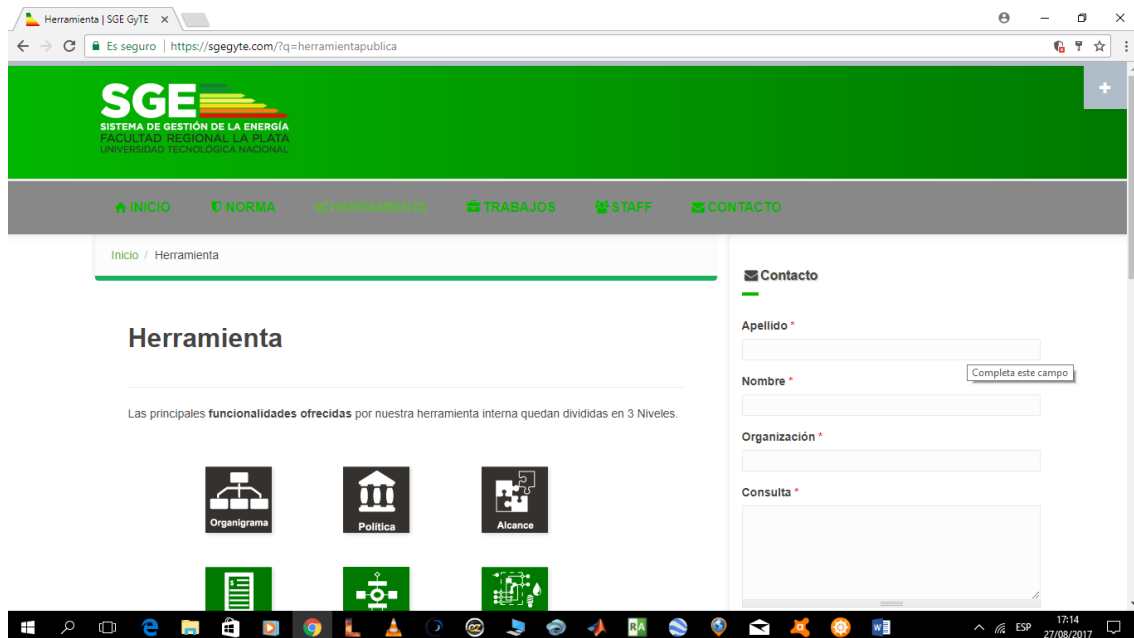 Herramienta | SGE GyTE
Es seguro | https://sgegyte.com/?q=herramientapublica
SGE
SISTEMA DE GESTIÓN DE LA ENERGÍA
FACULTAD REGIONAL LA PLATA
UNIVERSIDAD TECNOLÓGICA NACIONAL
INICIO NORMA HERRAMIENTA TRABAJOS STAFF CONTACTO
Inicio / Herramienta
Herramienta
Las principales funcionalidades ofrecidas por nuestra herramienta interna quedan divididas en 3 Niveles.
Organigrama Política Alcance
Contacto
Apellido *
Completa este campo
Nombre *
Organización *
Consulta *
ESP
17:14
27/08/2017